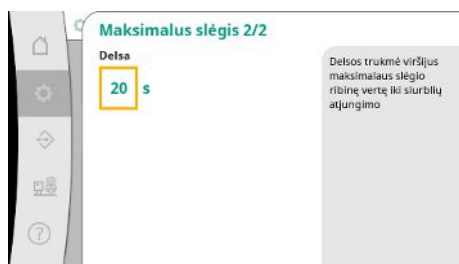 Maksimalus slėgis 2/2
Delsa
20 s
Delsos trukmė viršijus
maksimalaus slėgio
ribinę vertę iki siurblių
atjungimo
?